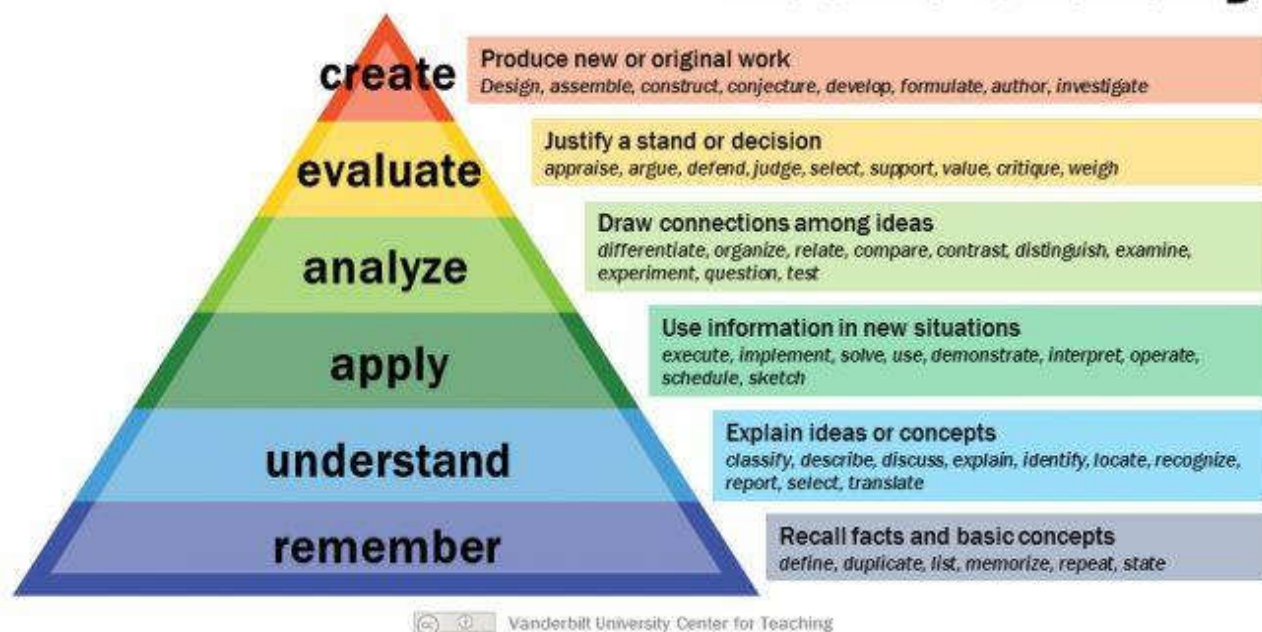 create
Produce new or original work
Design, assemble, construct, conjecture, develop, formulate, author, investigate
evaluate
Justify a stand or decision
appraise, argue, defend, judge, select, support, value, critique, weigh
analyze
Draw connections among ideas
differentiate, organize, relate, compare, contrast, distinguish, examine,
experiment, question, test
apply
Use information in new situations
execute, implement, solve, use, demonstrate, interpret, operate,
schedule, sketch
understand
Explain ideas or concepts
classify, describe, discuss, explain, identify, locate, recognize,
report, select, translate
remember
Recall facts and basic concepts
define, duplicate, list, memorize, repeat, state
cc
Vanderbilt University Center for Teaching